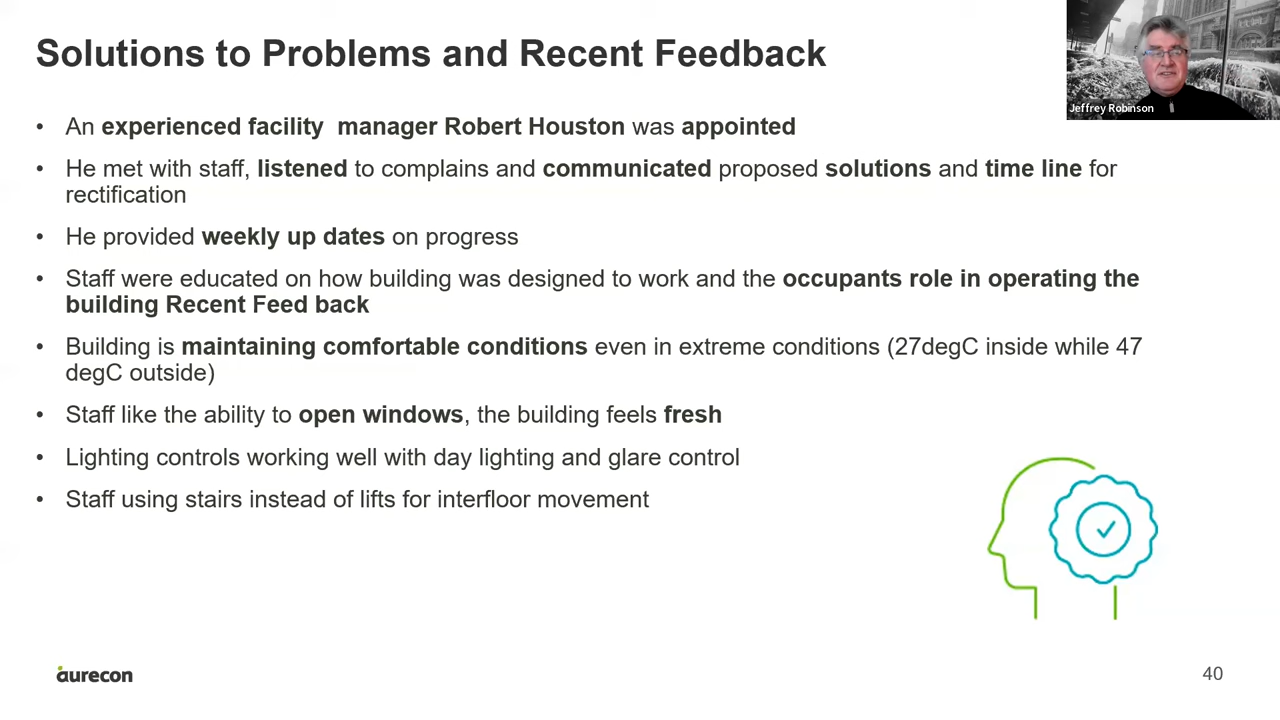 Solutions to Problems and Recent Feedback
Jeffrey Robinson
• An experienced facility  manager Robert Houston was appointed
• He met with staff, listened to complains and communicated proposed solutions and time line for
rectification
• He provided weekly up dates on progress
• Staff were educated on how building was designed to work and the occupants role in operating the
building Recent Feed back
• Building is maintaining comfortable conditions even in extreme conditions (27degC inside while 47
degC outside)
• Staff like the ability to open windows, the building feels fresh
• Lighting controls working well with day lighting and glare control
• Staff using stairs instead of lifts for interfloor movement
aurecon
40